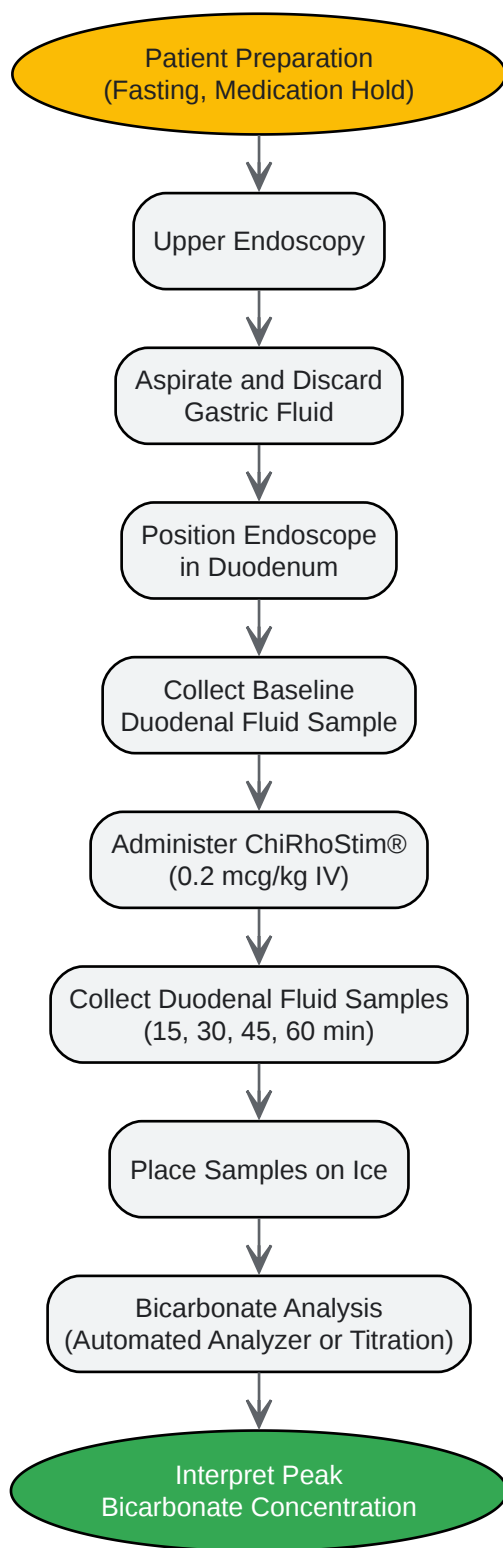 Patient Preparation
(Fasting, Medication Hold)
Upper Endoscopy
Aspirate and Discard
Gastric Fluid
Position Endoscope
in Duodenum
Collect Baseline
Duodenal Fluid Sample
Administer ChiRhoStim®
(0.2 mcg/kg IV)
Collect Duodenal Fluid Samples
(15, 30, 45, 60 min)
Place Samples on Ice
Bicarbonate Analysis
(Automated Analyzer or Titration)
Interpret Peak
Bicarbonate Concentration